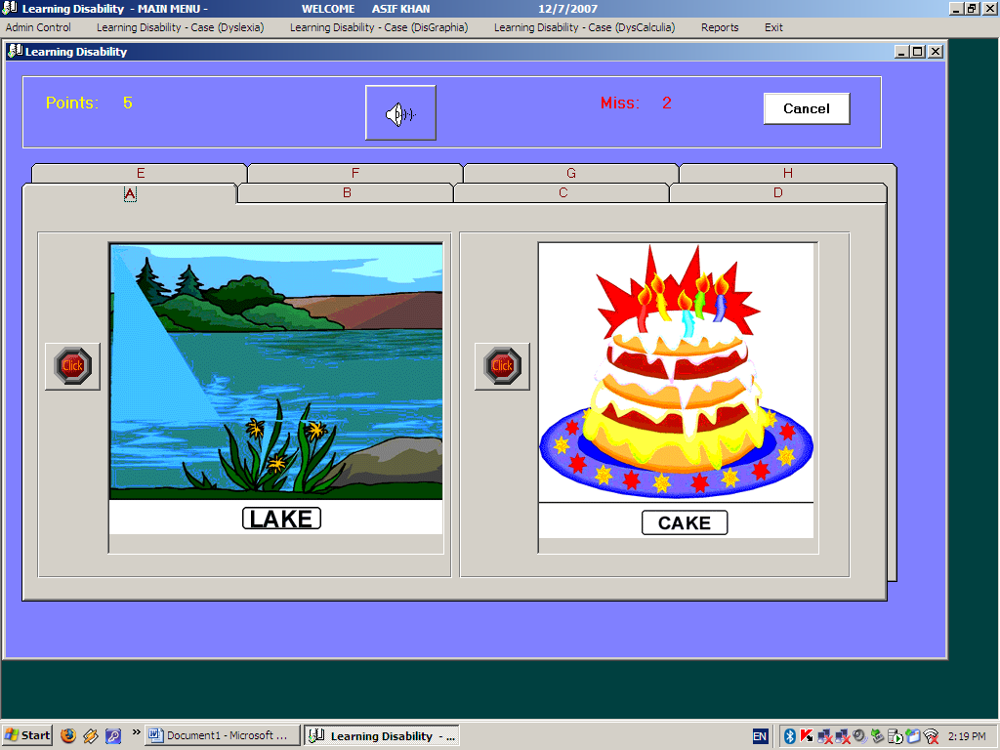 Learning Disability - MAIN MENU - WELCOME ASIF KHAN 12/7/2007
Admin Control Learning Disability - Case (Dyslexia) Learning Disability - Case (DisGraphia) Learning Disability - Case (DysCalculia) Reports Exit
Learning Disability
Points: 5 Miss: 2 Cancel
E F G H
A B C D
Click Click
LAKE CAKE
Start » Document1 - Microsoft ... Learning Disability - ... EN 2:19 PM